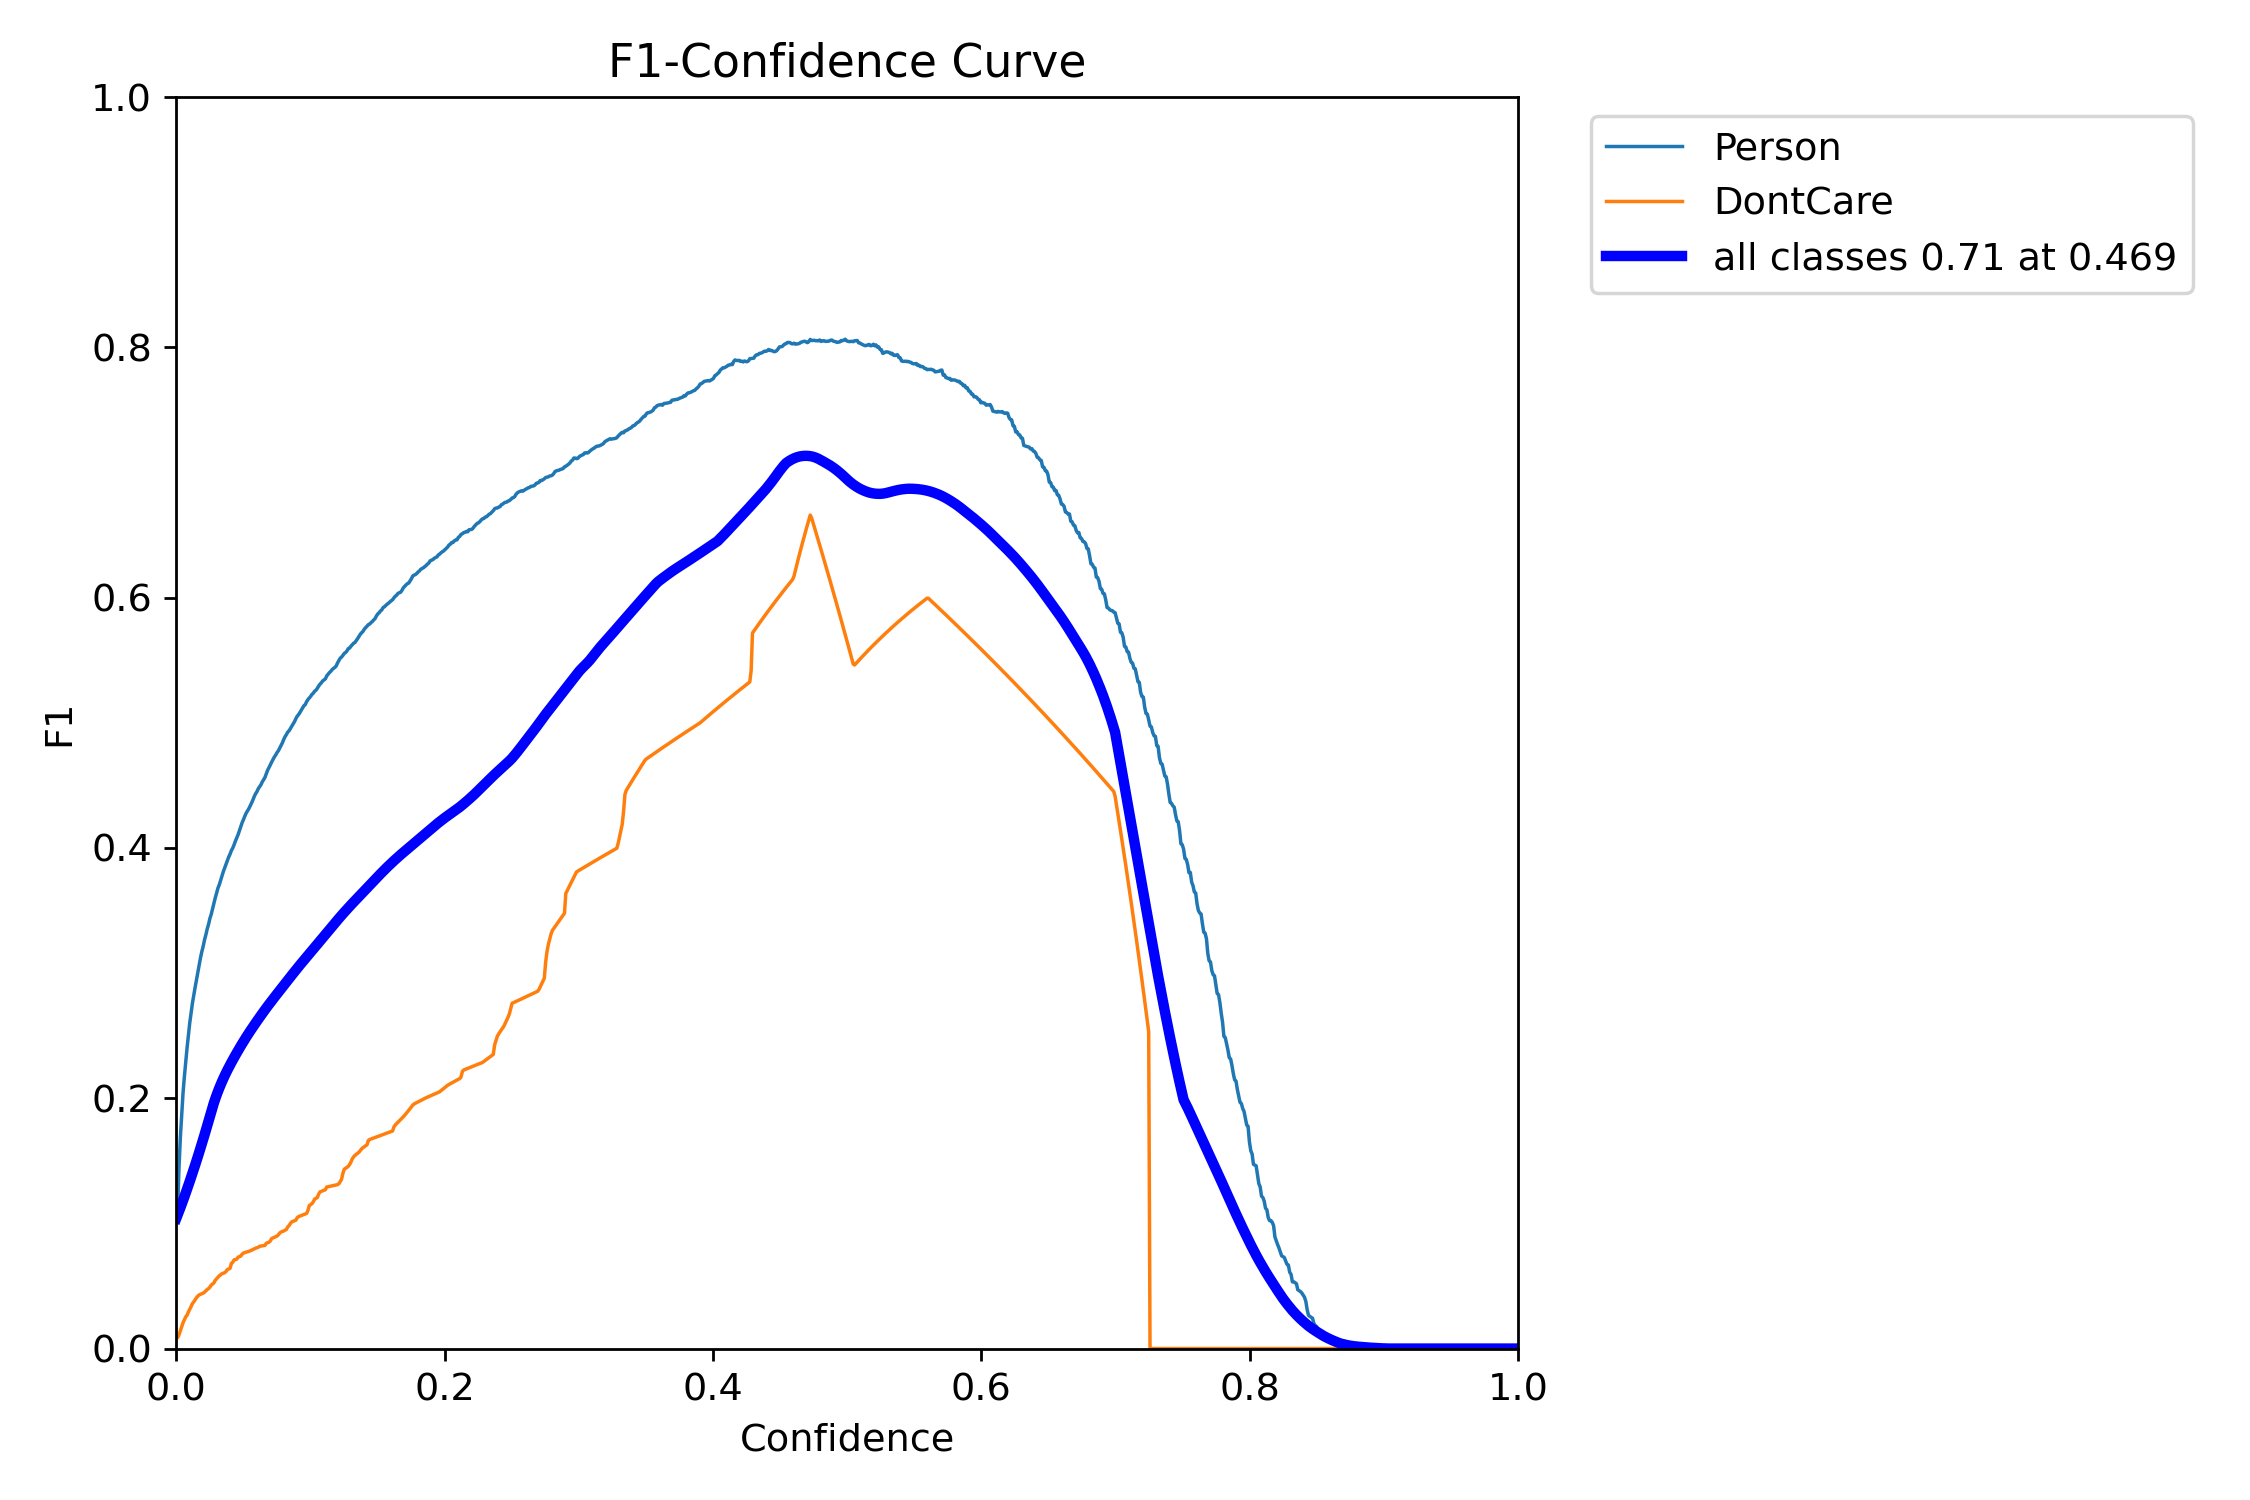 F1-Confidence Curve
1.0
0.8
0.6
0.4
0.2
0.0
F1
0.0 0.2 0.4 0.6 0.8 1.0
Confidence
Person
DontCare
all classes 0.71 at 0.469